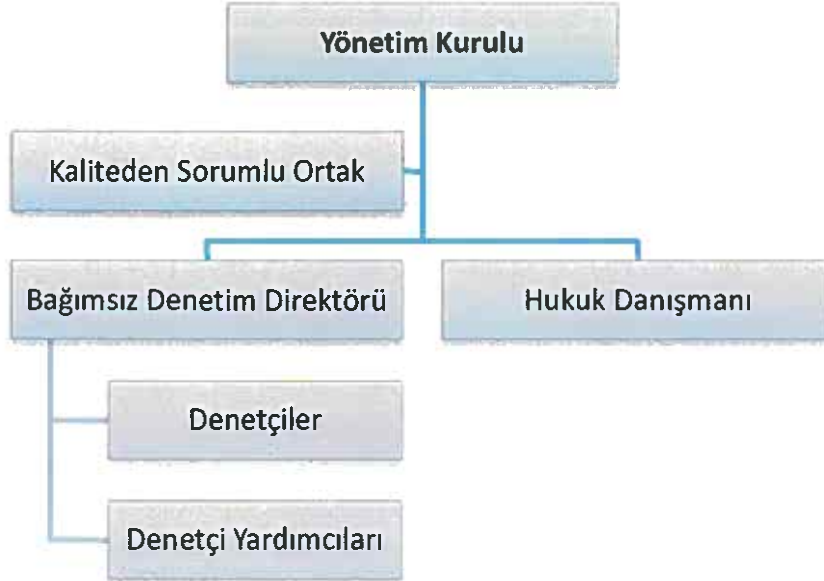 Yönetim Kurulu
Kaliteden Sorumlu Ortak
Bağımsız Denetim Direktörü
Hukuk Danışmanı
Denetçiler
Denetçi Yardımcıları